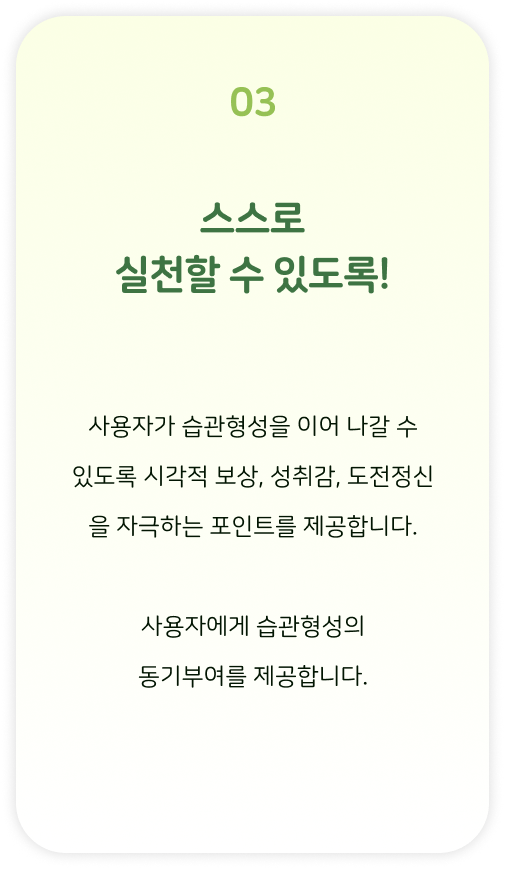 03
스스로
실천할 수 있도록!
사용자가 습관형성을 이어 나갈 수
있도록 시각적 보상, 성취감, 도전정신
을 자극하는 포인트를 제공합니다.
사용자에게 습관형성의
동기부여를 제공합니다.